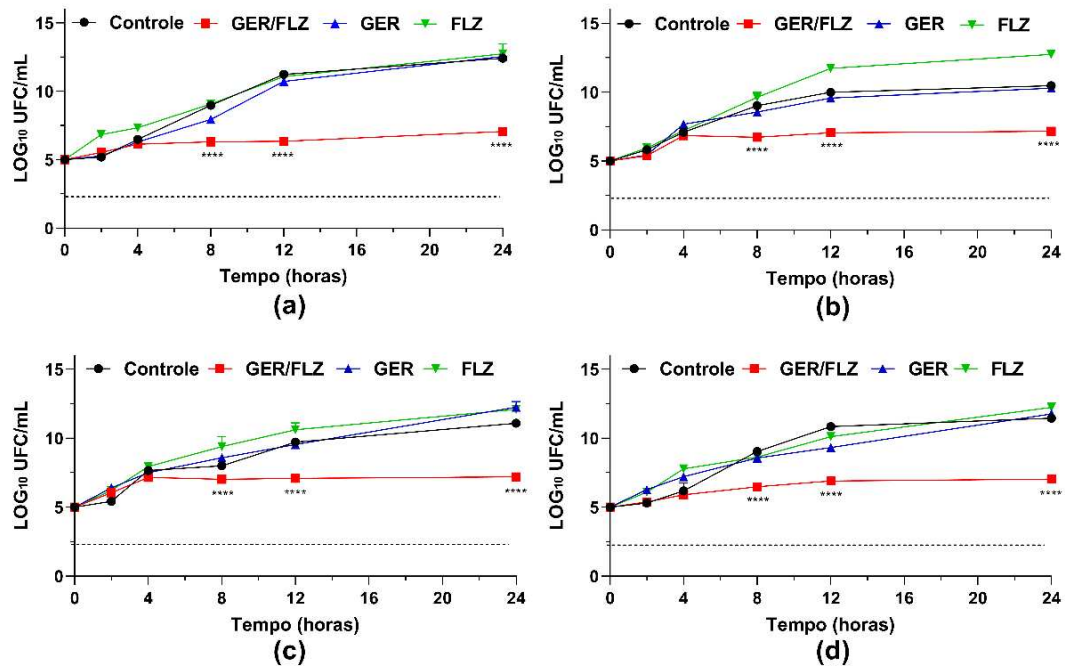 Controle GER/FLZ GER FLZ
15
10
5
0
LOG₁₀ UFC/mL
**** **** ****
0 4 8 12 16 20 24
Tempo (horas)
(a)
Controle GER/FLZ GER FLZ
15
10
5
0
LOG₁₀ UFC/mL
**** **** ****
0 4 8 12 16 20 24
Tempo (horas)
(b)
Controle GER/FLZ GER FLZ
15
10
5
0
LOG₁₀ UFC/mL
**** **** ****
0 4 8 12 16 20 24
Tempo (horas)
(c)
Controle GER/FLZ GER FLZ
15
10
5
0
LOG₁₀ UFC/mL
**** **** ****
0 4 8 12 16 20 24
Tempo (horas)
(d)